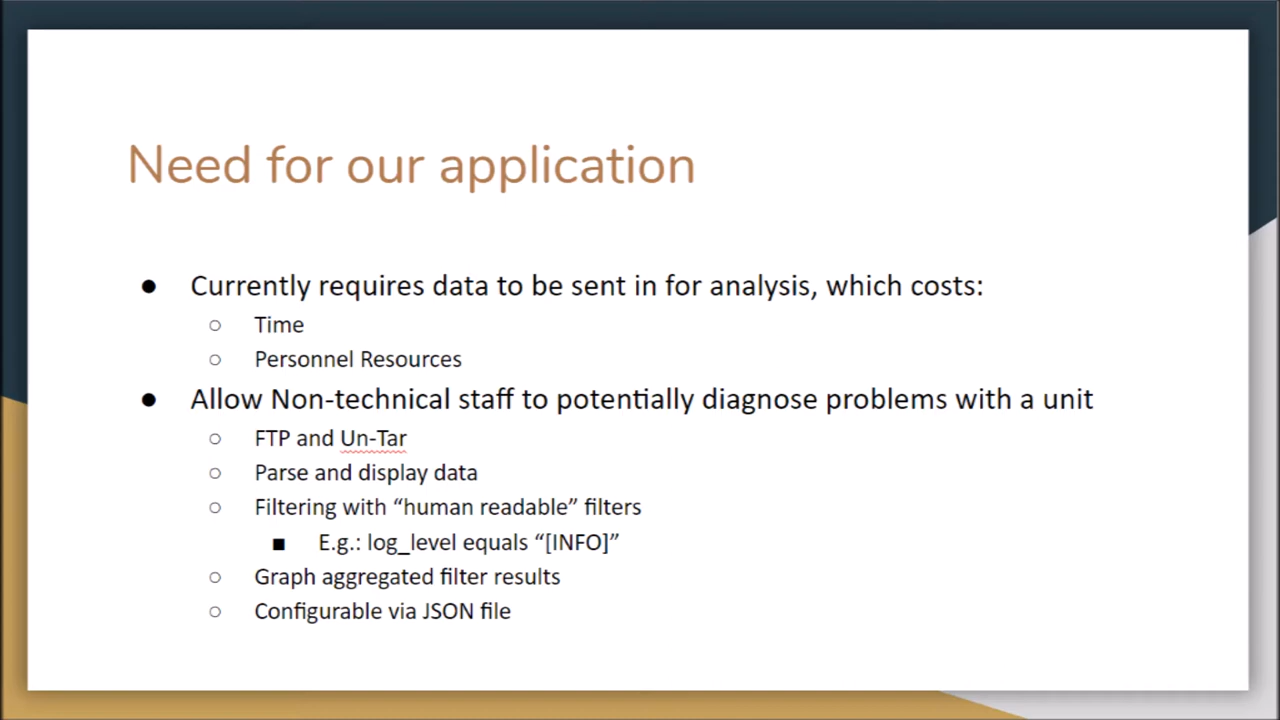 Need for our application
● Currently requires data to be sent in for analysis, which costs:
○ Time
○ Personnel Resources
● Allow Non-technical staff to potentially diagnose problems with a unit
○ FTP and Un-Tar
○ Parse and display data
○ Filtering with “human readable” filters
■ E.g.: log_level equals “[INFO]”
○ Graph aggregated filter results
○ Configurable via JSON file